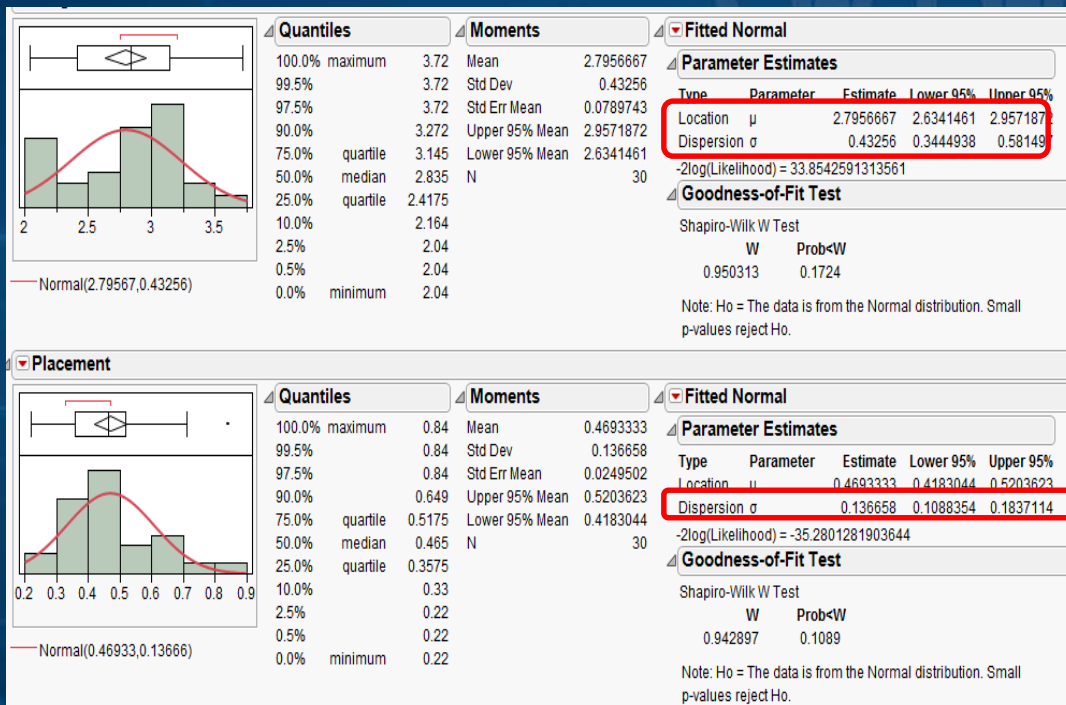 Quantiles
100.0% maximum 3.72
99.5% 3.72
97.5% 3.72
90.0% 3.272
75.0% quartile 3.145
50.0% median 2.835
25.0% quartile 2.4175
10.0% 2.164
2.5% 2.04
0.5% 2.04
0.0% minimum 2.04
Moments
Mean 2.7956667
Std Dev 0.43256
Std Err Mean 0.0789743
Upper 95% Mean 2.9571872
Lower 95% Mean 2.6341461
N 30
Fitted Normal
Parameter Estimates
Type Parameter Estimate Lower 95% Upper 95%
Location μ 2.7956667 2.6341461 2.9571872
Dispersion σ 0.43256 0.3444938 0.581497
-2log(Likelihood) = 33.8542591313561
Goodness-of-Fit Test
Shapiro-Wilk W Test
W Prob<W
0.950313 0.1724
Note: Ho = The data is from the Normal distribution. Small
p-values reject Ho.
2 2.5 3 3.5
Normal(2.79567,0.43256)
Placement
Quantiles
100.0% maximum 0.84
99.5% 0.84
97.5% 0.84
90.0% 0.649
75.0% quartile 0.5175
50.0% median 0.465
25.0% quartile 0.3575
10.0% 0.33
2.5% 0.22
0.5% 0.22
0.0% minimum 0.22
Moments
Mean 0.4693333
Std Dev 0.136658
Std Err Mean 0.0249502
Upper 95% Mean 0.5203623
Lower 95% Mean 0.4183044
N 30
Fitted Normal
Parameter Estimates
Type Parameter Estimate Lower 95% Upper 95%
Location μ 0.4693333 0.4183044 0.5203623
Dispersion σ 0.136658 0.1088354 0.1837114
-2log(Likelihood) = -35.2801281903644
Goodness-of-Fit Test
Shapiro-Wilk W Test
W Prob<W
0.942897 0.1089
Note: Ho = The data is from the Normal distribution. Small
p-values reject Ho.
0.2 0.3 0.4 0.5 0.6 0.7 0.8 0.9
Normal(0.46933,0.13666)